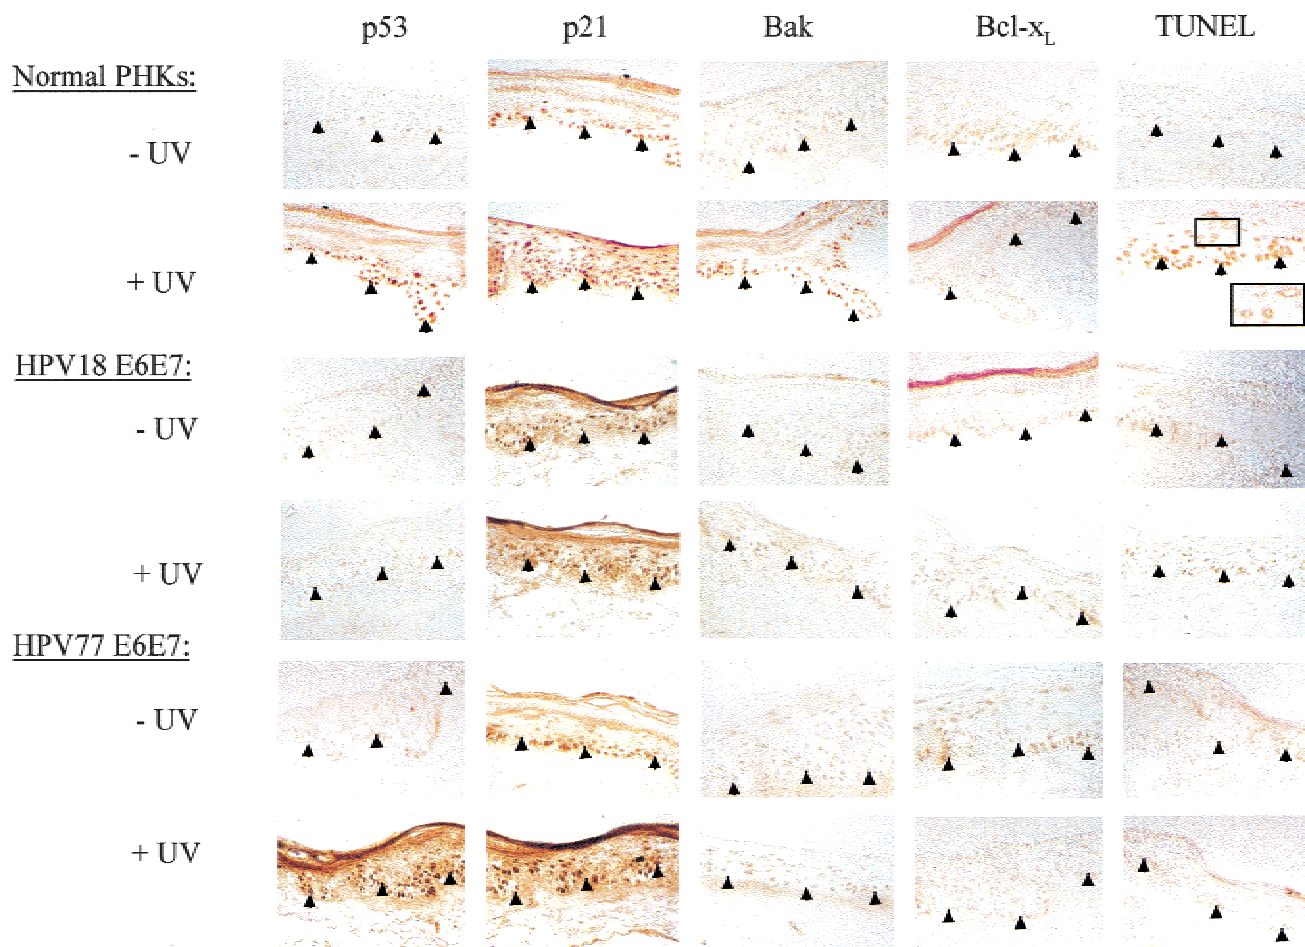 p53 p21 Bak Bcl-xL TUNEL
Normal PHKs:
- UV
+ UV
HPV18 E6E7:
- UV
+ UV
HPV77 E6E7:
- UV
+ UV